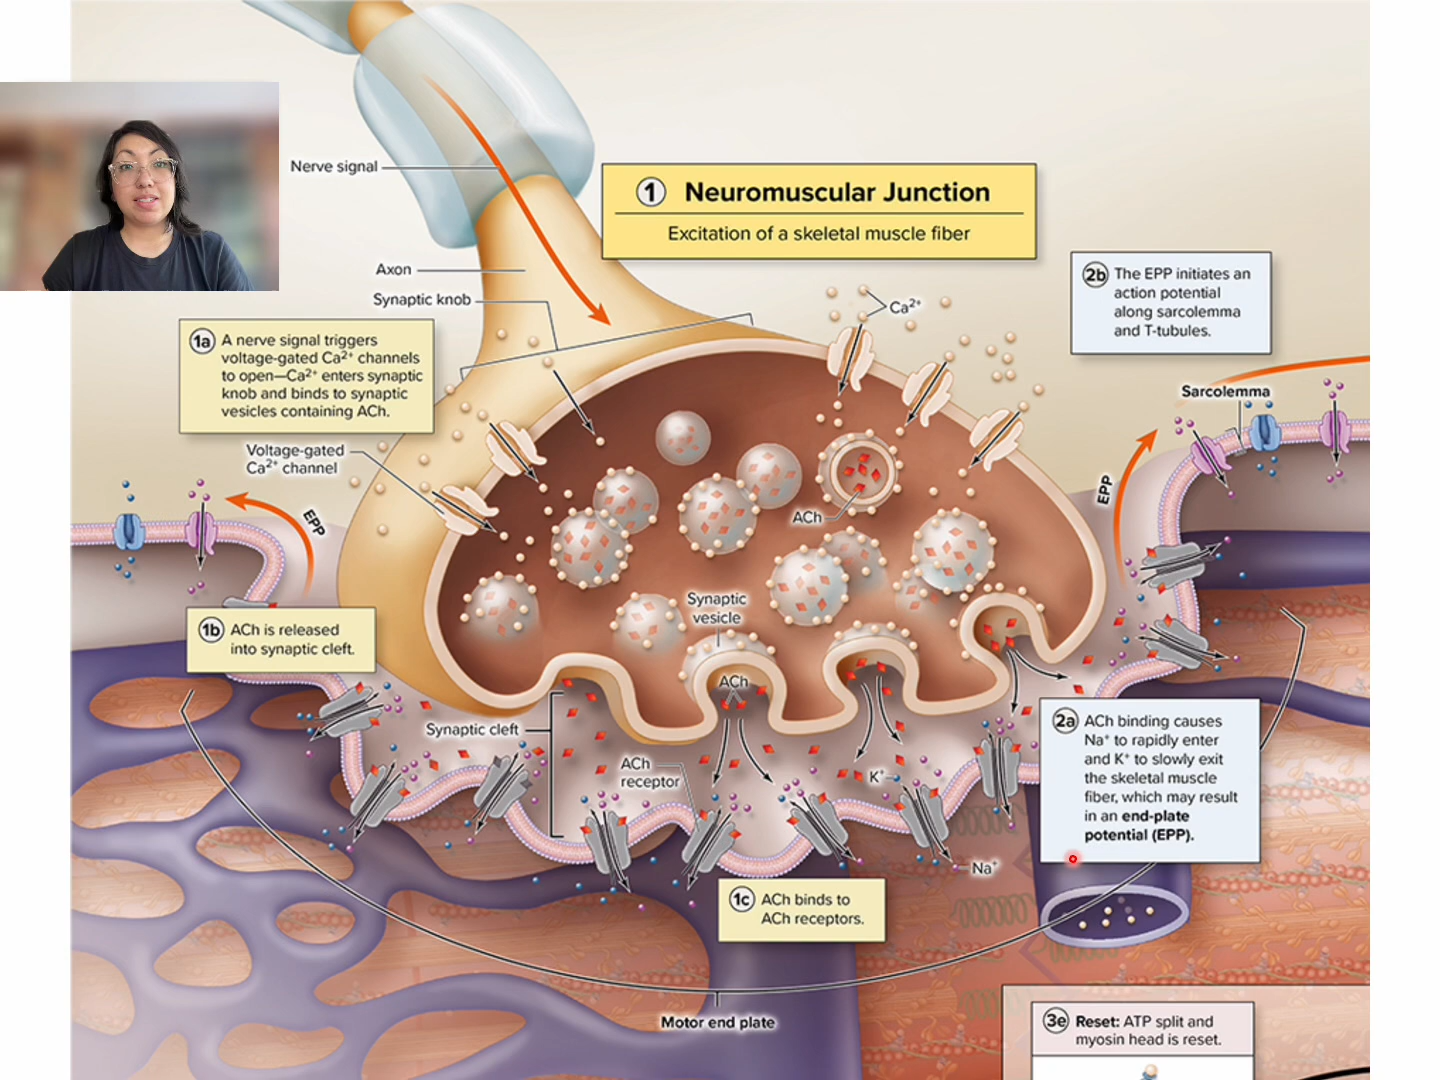 Nerve signal
1 Neuromuscular Junction
Excitation of a skeletal muscle fiber
Axon
Synaptic knob
Ca2+
2b The EPP initiates an
action potential
along sarcolemma
and T-tubules.
1a A nerve signal triggers
voltage-gated Ca2+ channels
to open—Ca2+ enters synaptic
knob and binds to synaptic
vesicles containing ACh.
Sarcolemma
Voltage-gated
Ca2+ channel
EPP
EPP
ACh
1b ACh is released
into synaptic cleft.
Synaptic
vesicle
ACh
Synaptic cleft
ACh
receptor
K+
2a ACh binding causes
Na+ to rapidly enter
and K+ to slowly exit
the skeletal muscle
fiber, which may result
in an end-plate
potential (EPP).
Na+
1c ACh binds to
ACh receptors.
Motor end plate
3e Reset: ATP split and
myosin head is reset.